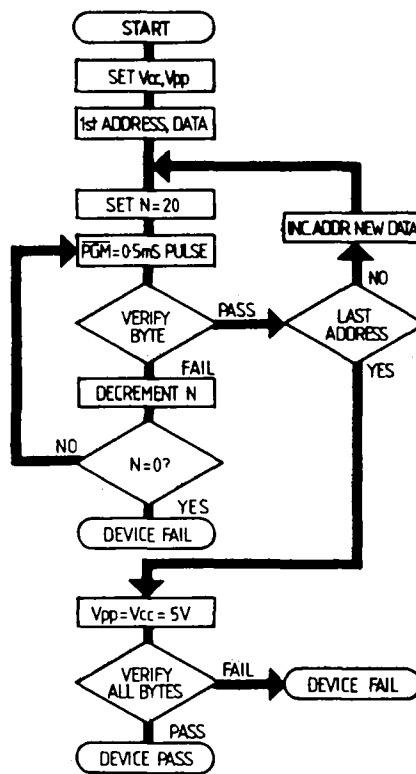 START
SET Vcc, Vpp
1st ADDRESS, DATA
SET N=20
INC.ADDR NEW DATA
PGM=0·5mS PULSE
NO
VERIFY
BYTE
PASS
LAST
ADDRESS
FAIL
YES
DECREMENT N
NO
N=0?
YES
DEVICE FAIL
Vpp=Vcc=5V
VERIFY
ALL BYTES
FAIL
DEVICE FAIL
PASS
DEVICE PASS